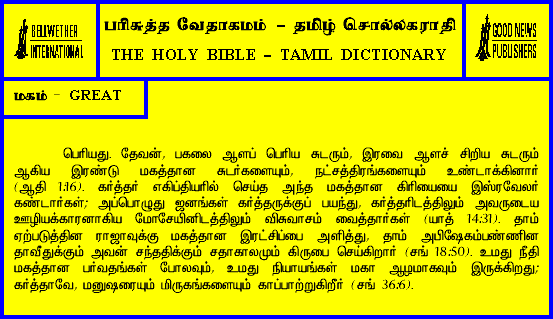 BELLWETHER
INTERNATIONAL
பரிசுத்த வேதாகமம் - தமிழ் சொல்லகராதி
THE HOLY BIBLE - TAMIL DICTIONARY
GOOD NEWS
PUBLISHERS
மகம் - GREAT
பெரியது. தேவன், பகலை ஆளப் பெரிய சுடரும், இரவை ஆளச் சிறிய சுடரும்
ஆகிய இரண்டு மகத்தான சுடர்களையும், நட்சத்திரங்களையும் உண்டாக்கினார்
(ஆதி 1:16). கர்த்தர் எகிப்தியரில் செய்த அந்த மகத்தான கிரியையை இஸ்ரவேலர்
கண்டார்கள்; அப்பொழுது ஜனங்கள் கர்த்தருக்குப் பயந்து, கர்த்தரிடத்திலும் அவருடைய
ஊழியக்காரனாகிய மோசேயினிடத்திலும் விசுவாசம் வைத்தார்கள் (யாத் 14:31). தாம்
ஏற்படுத்தின ராஜாவுக்கு மகத்தான இரட்சிப்பை அளித்து, தாம் அபிஷேகம்பண்ணின
தாவீதுக்கும் அவன் சந்ததிக்கும் சதாகாலமும் கிருபை செய்கிறார் (சங் 18:50). உமது நீதி
மகத்தான பர்வதங்கள் போலவும், உமது நியாயங்கள் மகா ஆழமாகவும் இருக்கிறது;
கர்த்தாவே, மனுஷரையும் மிருகங்களையும் காப்பாற்றுகிறீர் (சங் 36:6).